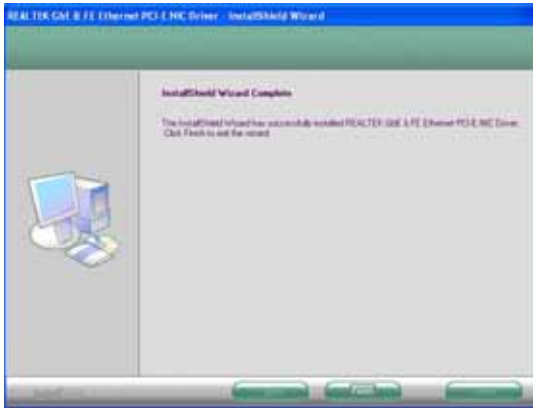 REALTEK GbE & FE Ethernet PCI-E NIC Driver - InstallShield Wizard
InstallShield Wizard Complete
The InstallShield Wizard has successfully installed REALTEK GbE & FE Ethernet PCI-E NIC Driver.
Click Finish to exit the wizard